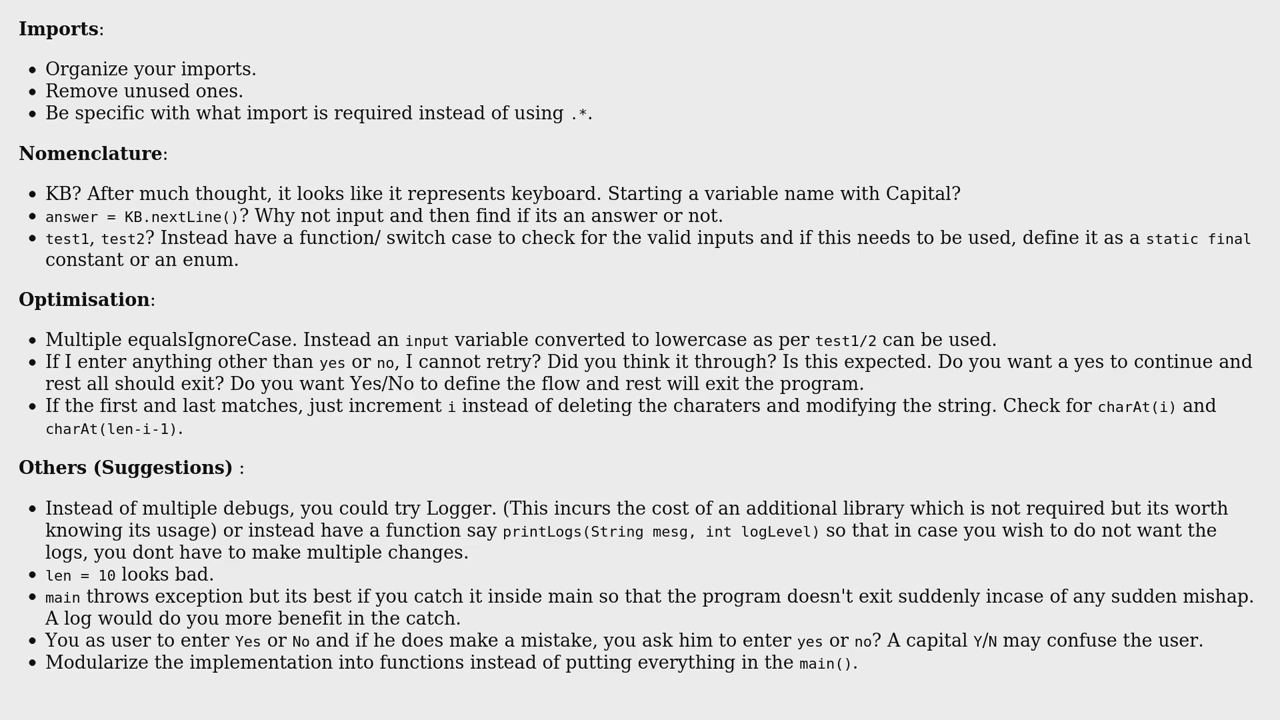 Imports:
• Organize your imports.
• Remove unused ones.
• Be specific with what import is required instead of using .*.
Nomenclature:
• KB? After much thought, it looks like it represents keyboard. Starting a variable name with Capital?
• answer = KB.nextLine()? Why not input and then find if its an answer or not.
• test1, test2? Instead have a function/ switch case to check for the valid inputs and if this needs to be used, define it as a static final
constant or an enum.
Optimisation:
• Multiple equalsIgnoreCase. Instead an input variable converted to lowercase as per test1/2 can be used.
• If I enter anything other than yes or no, I cannot retry? Did you think it through? Is this expected. Do you want a yes to continue and
rest all should exit? Do you want Yes/No to define the flow and rest will exit the program.
• If the first and last matches, just increment i instead of deleting the charaters and modifying the string. Check for charAt(i) and
charAt(len-i-1).
Others (Suggestions) :
• Instead of multiple debugs, you could try Logger. (This incurs the cost of an additional library which is not required but its worth
knowing its usage) or instead have a function say printLogs(String mesg, int logLevel) so that in case you wish to do not want the
logs, you dont have to make multiple changes.
• len = 10 looks bad.
• main throws exception but its best if you catch it inside main so that the program doesn't exit suddenly incase of any sudden mishap.
A log would do you more benefit in the catch.
• You as user to enter Yes or No and if he does make a mistake, you ask him to enter yes or no? A capital Y/N may confuse the user.
• Modularize the implementation into functions instead of putting everything in the main().